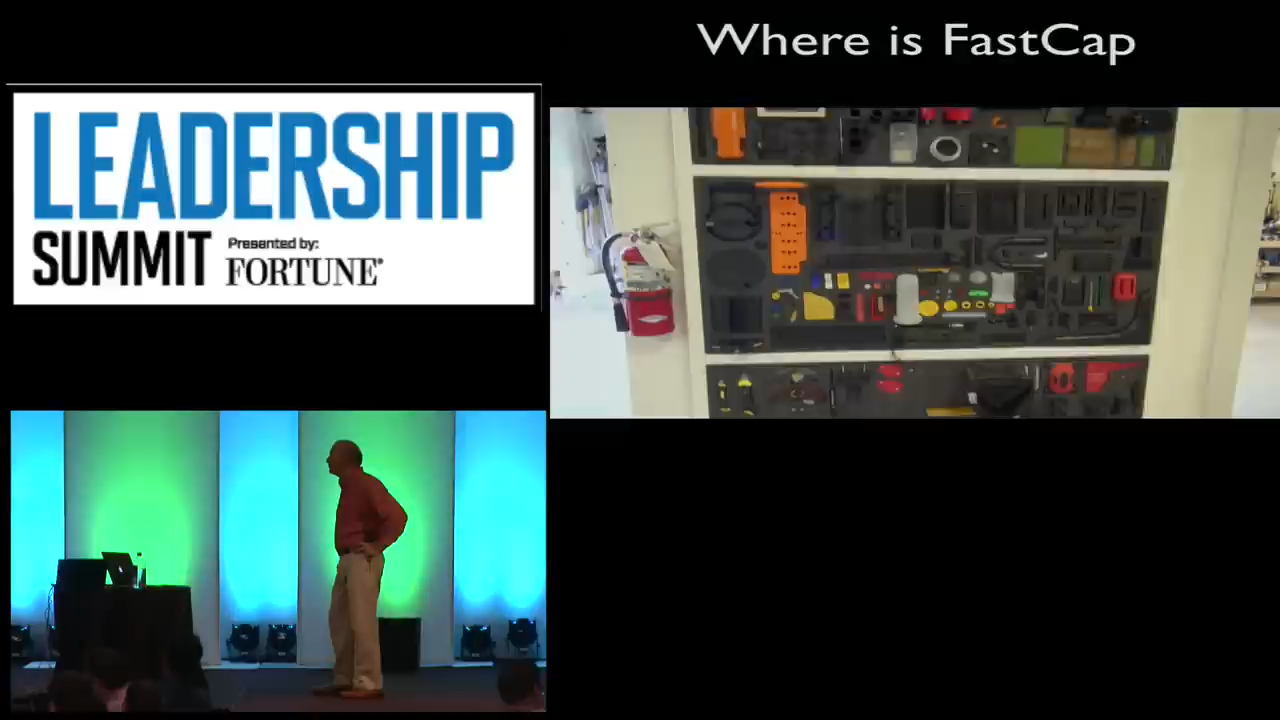 Where is FastCap
LEADERSHIP
SUMMIT
Presented by:
FORTUNE